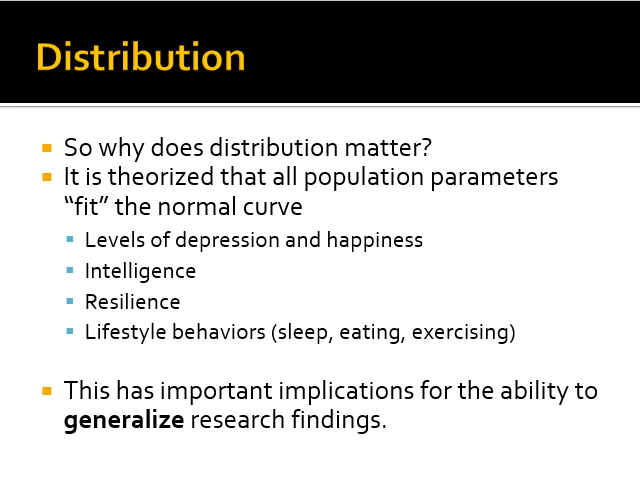 Distribution
So why does distribution matter?
It is theorized that all population parameters
“fit” the normal curve
Levels of depression and happiness
Intelligence
Resilience
Lifestyle behaviors (sleep, eating, exercising)
This has important implications for the ability to
generalize research findings.